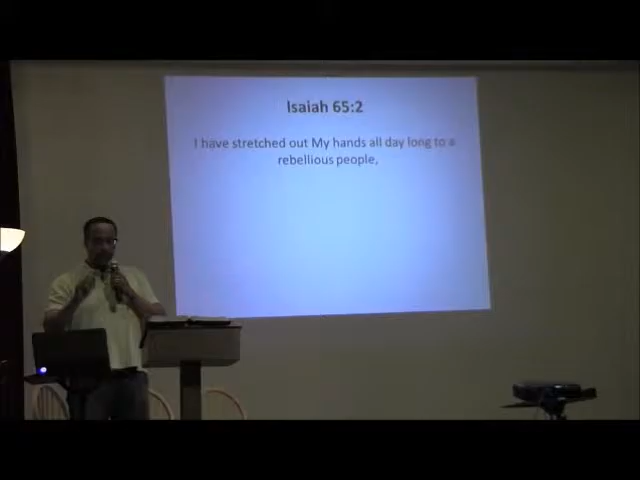 Isaiah 65:2
I have stretched out My hands all day long to a
rebellious people,